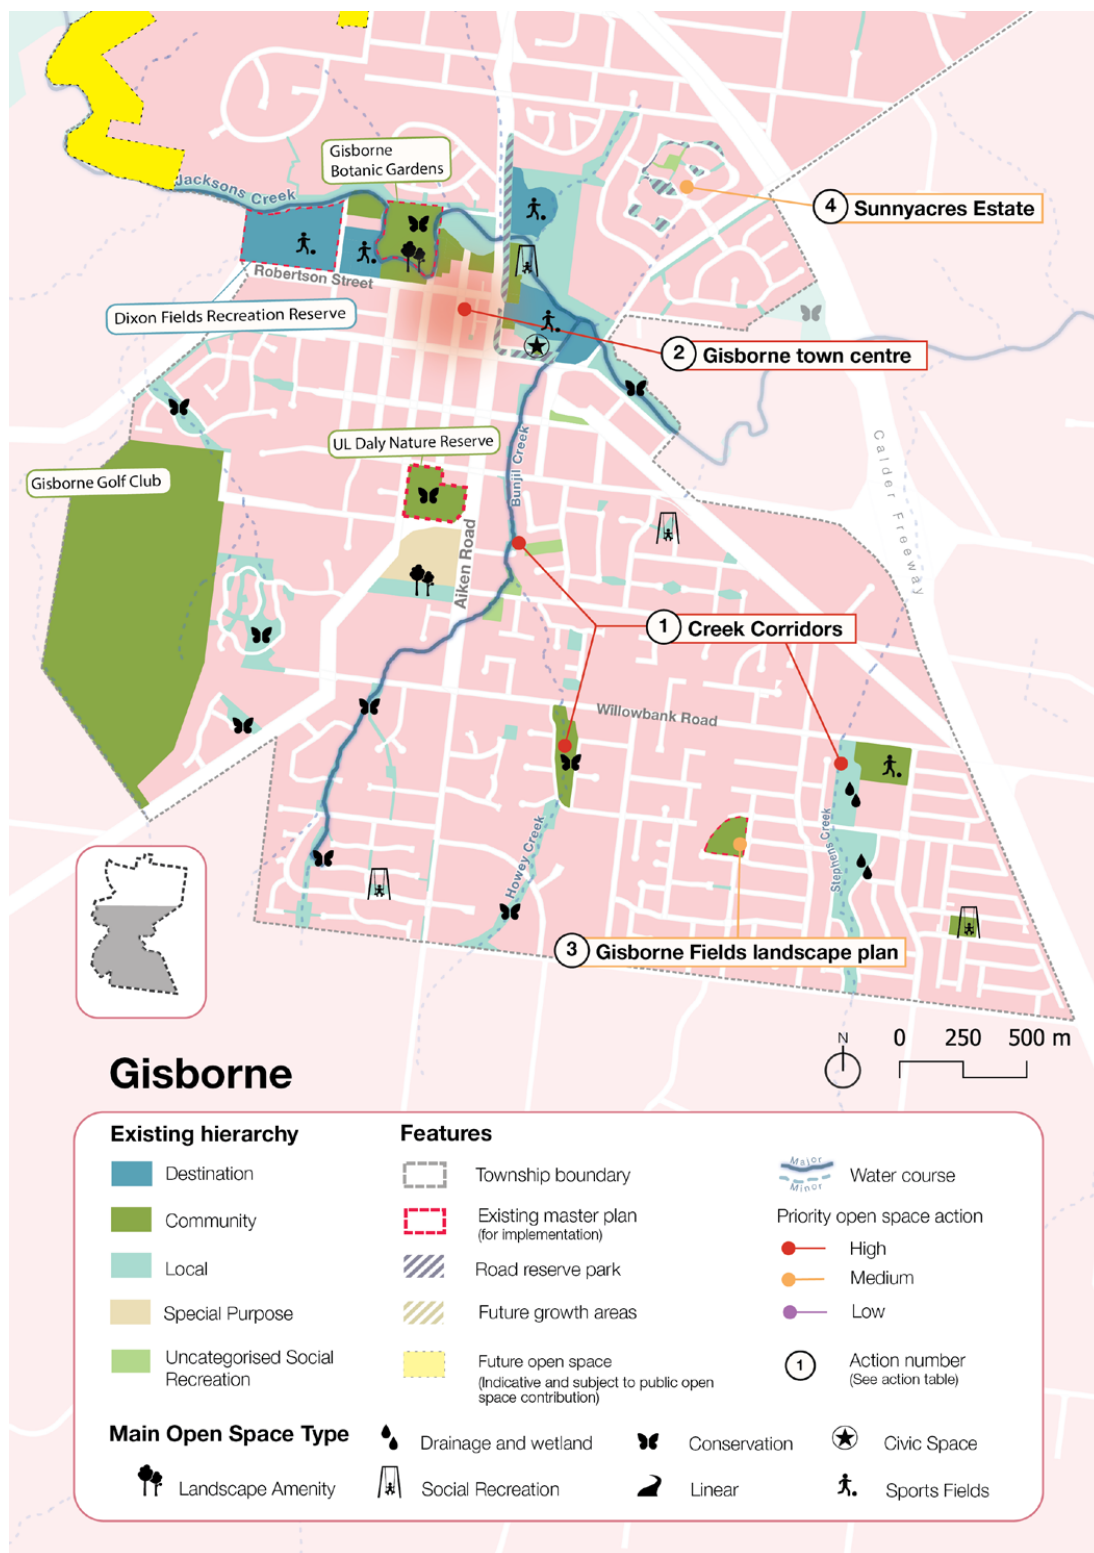 Gisborne
Botanic Gardens
Jacksons Creek
4 Sunnyacres Estate
Robertson Street
Dixon Fields Recreation Reserve
2 Gisborne town centre
UL Daly Nature Reserve
Gisborne Golf Club
Bunjil Creek
Calder Freeway
Aiken Road
1 Creek Corridors
Willowbank Road
Howey Creek
Stephens Creek
3 Gisborne Fields landscape plan
N
0 250 500 m
Gisborne
Existing hierarchy
Destination
Community
Local
Special Purpose
Uncategorised Social
Recreation
Features
Township boundary
Existing master plan
(for implementation)
Road reserve park
Future growth areas
Future open space
(Indicative and subject to public open
space contribution)
Major
Minor
Water course
Priority open space action
High
Medium
Low
1 Action number
(See action table)
Main Open Space Type
Drainage and wetland
Conservation
Civic Space
Landscape Amenity
Social Recreation
Linear
Sports Fields